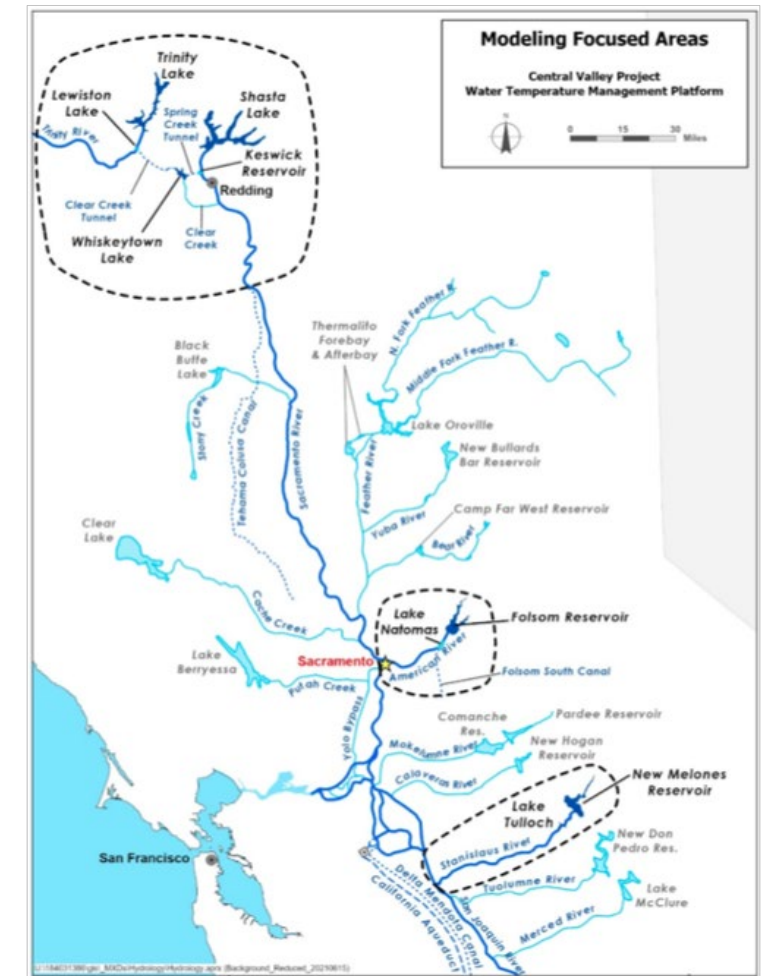 Modeling Focused Areas
Central Valley Project
Water Temperature Management Platform
N
0 15 30
Miles
Trinity
Lake
Lewiston
Lake
Shasta
Lake
Spring
Creek
Tunnel
Trinity River
Keswick
Reservoir
Redding
Clear Creek
Tunnel
Clear
Creek
Whiskeytown
Lake
Black
Butte
Lake
Stony Creek
Tehama Colusa Canal
Sacramento River
Thermalito
Forebay
& Afterbay
N. Fork Feather R.
Middle Fork Feather R.
Lake Oroville
Feather River
New Bullards
Bar Reservoir
Yuba River
Camp Far West Reservoir
Bear River
Clear
Lake
Cache Creek
Lake
Natomas
Folsom Reservoir
American River
Folsom South Canal
Sacramento
Lake
Berryessa
Putah Creek
Yolo Bypass
Comanche
Res.
Pardee Reservoir
Mokelumne River
New Hogan
Reservoir
Calaveras River
New Melones
Reservoir
Lake
Tulloch
Stanislaus River
New Don
Pedro Res.
Tuolumne River
Lake
McClure
Merced River
San Joaquin River
Delta Mendota Canal
California Aqueduct
San Francisco
(Background_Reduced_20210615)